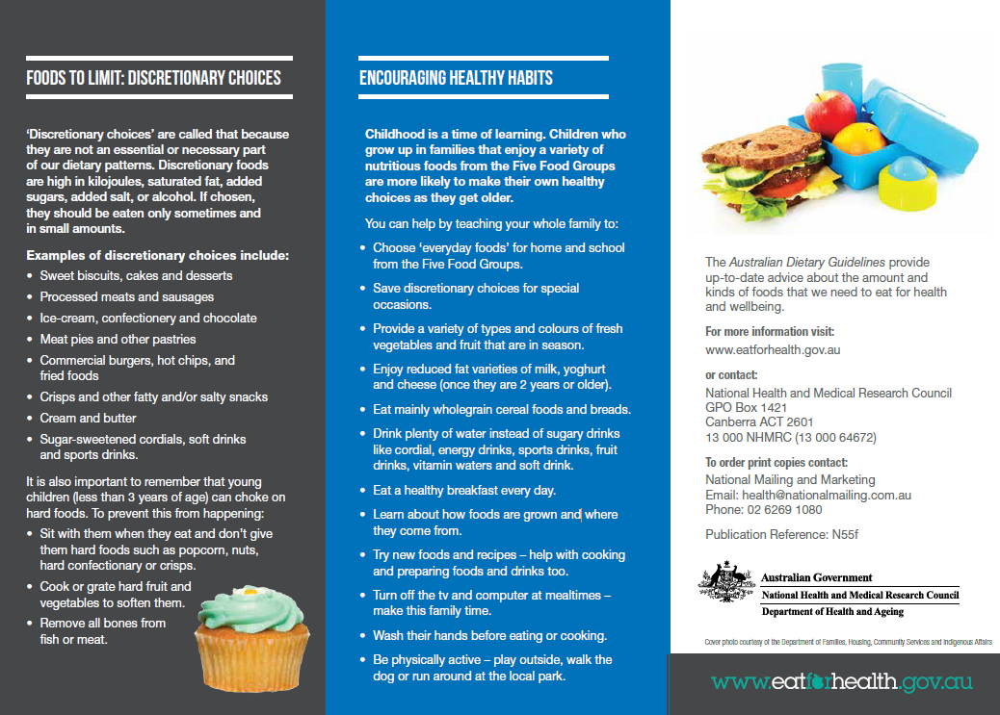 FOODS TO LIMIT: DISCRETIONARY CHOICES
‘Discretionary choices’ are called that because
they are not an essential or necessary part
of our dietary patterns. Discretionary foods
are high in kilojoules, saturated fat, added
sugars, added salt, or alcohol. If chosen,
they should be eaten only sometimes and
in small amounts.
Examples of discretionary choices include:
• Sweet biscuits, cakes and desserts
• Processed meats and sausages
• Ice-cream, confectionery and chocolate
• Meat pies and other pastries
• Commercial burgers, hot chips, and
fried foods
• Crisps and other fatty and/or salty snacks
• Cream and butter
• Sugar-sweetened cordials, soft drinks
and sports drinks.
It is also important to remember that young
children (less than 3 years of age) can choke on
hard foods. To prevent this from happening:
• Sit with them when they eat and don’t give
them hard foods such as popcorn, nuts,
hard confectionary or crisps.
• Cook or grate hard fruit and
vegetables to soften them.
• Remove all bones from
fish or meat.
ENCOURAGING HEALTHY HABITS
Childhood is a time of learning. Children who
grow up in families that enjoy a variety of
nutritious foods from the Five Food Groups
are more likely to make their own healthy
choices as they get older.
You can help by teaching your whole family to:
• Choose ‘everyday foods’ for home and school
from the Five Food Groups.
• Save discretionary choices for special
occasions.
• Provide a variety of types and colours of fresh
vegetables and fruit that are in season.
• Enjoy reduced fat varieties of milk, yoghurt
and cheese (once they are 2 years or older).
• Eat mainly wholegrain cereal foods and breads.
• Drink plenty of water instead of sugary drinks
like cordial, energy drinks, sports drinks, fruit
drinks, vitamin waters and soft drink.
• Eat a healthy breakfast every day.
• Learn about how foods are grown and where
they come from.
• Try new foods and recipes – help with cooking
and preparing foods and drinks too.
• Turn off the tv and computer at mealtimes –
make this family time.
• Wash their hands before eating or cooking.
• Be physically active – play outside, walk the
dog or run around at the local park.
The Australian Dietary Guidelines provide
up-to-date advice about the amount and
kinds of foods that we need to eat for health
and wellbeing.
For more information visit:
www.eatforhealth.gov.au
or contact:
National Health and Medical Research Council
GPO Box 1421
Canberra ACT 2601
13 000 NHMRC (13 000 64672)
To order print copies contact:
National Mailing and Marketing
Email: health@nationalmailing.com.au
Phone: 02 6269 1080
Publication Reference: N55f
Australian Government
National Health and Medical Research Council
Department of Health and Ageing
Cover photo courtesy of the Department of Families, Housing, Community Services and Indigenous Affairs
www.eatforhealth.gov.au